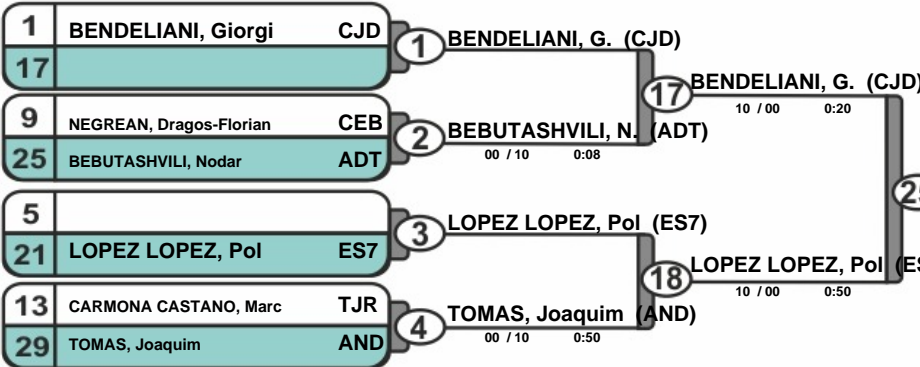 1 BENDELIANI, Giorgi CJD
17
9 NEGREAN, Dragos-Florian CEB
25 BEBUTASHVILI, Nodar ADT
5
21 LOPEZ LOPEZ, Pol ES7
13 CARMONA CASTANO, Marc TJR
29 TOMAS, Joaquim AND
1 BENDELIANI, G. (CJD)
2 BEBUTASHVILI, N. (ADT)
00 / 10 0:08
3 LOPEZ LOPEZ, Pol (ES7)
4 TOMAS, Joaquim (AND)
00 / 10 0:50
17 BENDELIANI, G. (CJD)
10 / 00 0:20
18 LOPEZ LOPEZ, Pol (ES
10 / 00 0:50